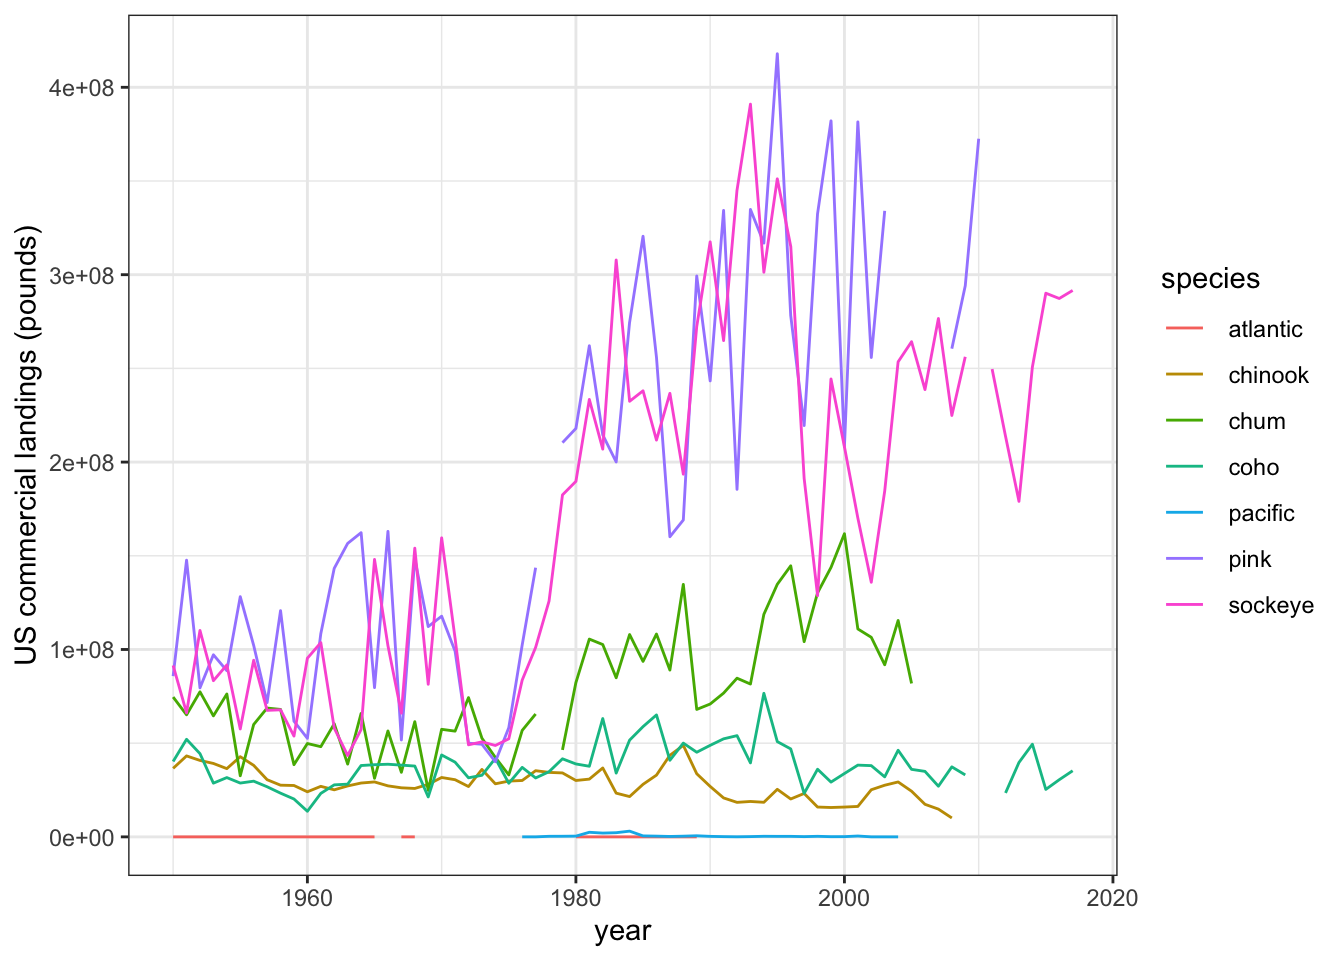 US commercial landings (pounds)
4e+08
3e+08
2e+08
1e+08
0e+00
1960
1980
2000
2020
year
species
atlantic
chinook
chum
coho
pacific
pink
sockeye